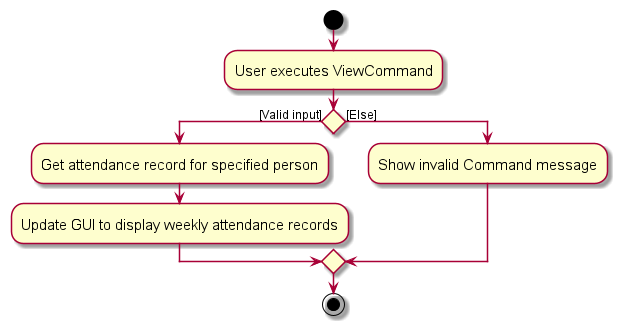 User executes ViewCommand
[Valid input]
[Else]
Get attendance record for specified person
Show invalid Command message
Update GUI to display weekly attendance records